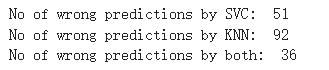 No of wrong predictions by SVC:  51
No of wrong predictions by KNN:  92
No of wrong predictions by both:  36